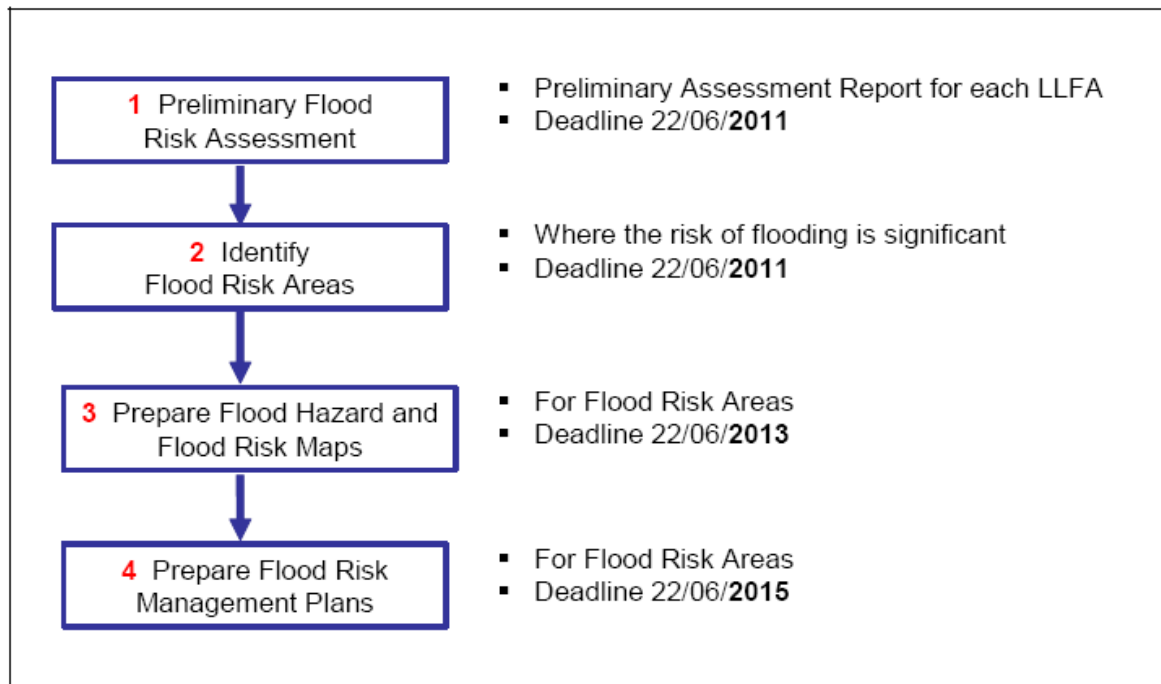 1 Preliminary Flood
Risk Assessment
▪ Preliminary Assessment Report for each LLFA
▪ Deadline 22/06/2011
2 Identify
Flood Risk Areas
▪ Where the risk of flooding is significant
▪ Deadline 22/06/2011
3 Prepare Flood Hazard and
Flood Risk Maps
▪ For Flood Risk Areas
▪ Deadline 22/06/2013
4 Prepare Flood Risk
Management Plans
▪ For Flood Risk Areas
▪ Deadline 22/06/2015